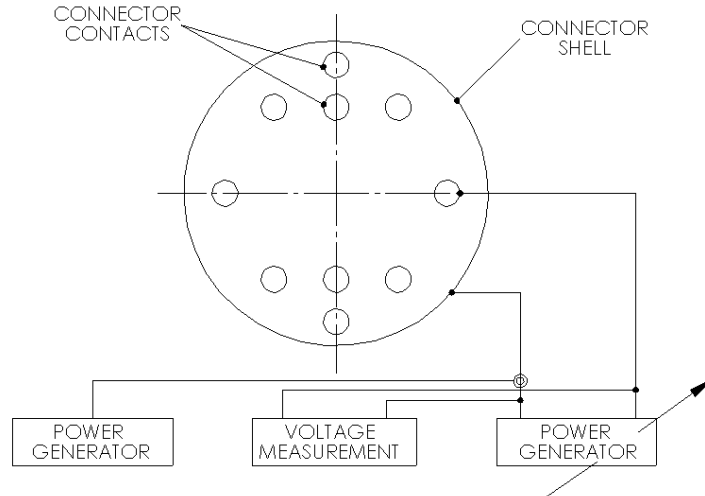 CONNECTOR
CONTACTS
CONNECTOR
SHELL
POWER
GENERATOR
VOLTAGE
MEASUREMENT
POWER
GENERATOR